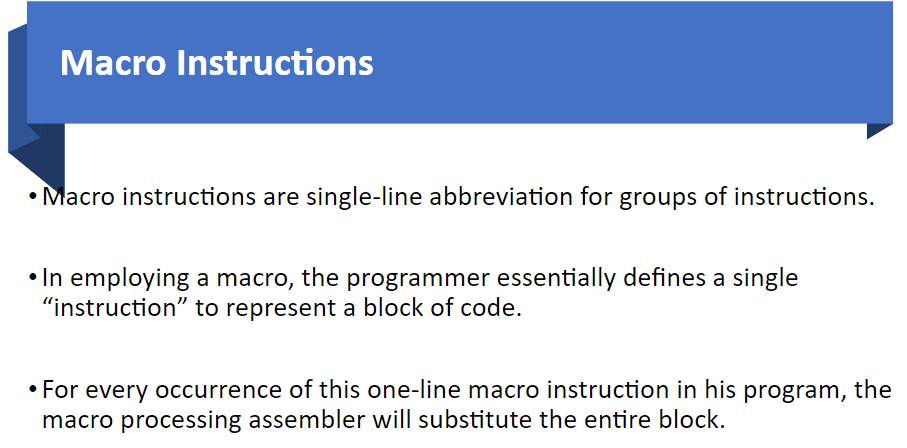 Macro Instructions
• Macro instructions are single-line abbreviation for groups of instructions.
• In employing a macro, the programmer essentially defines a single
“instruction” to represent a block of code.
• For every occurrence of this one-line macro instruction in his program, the
macro processing assembler will substitute the entire block.